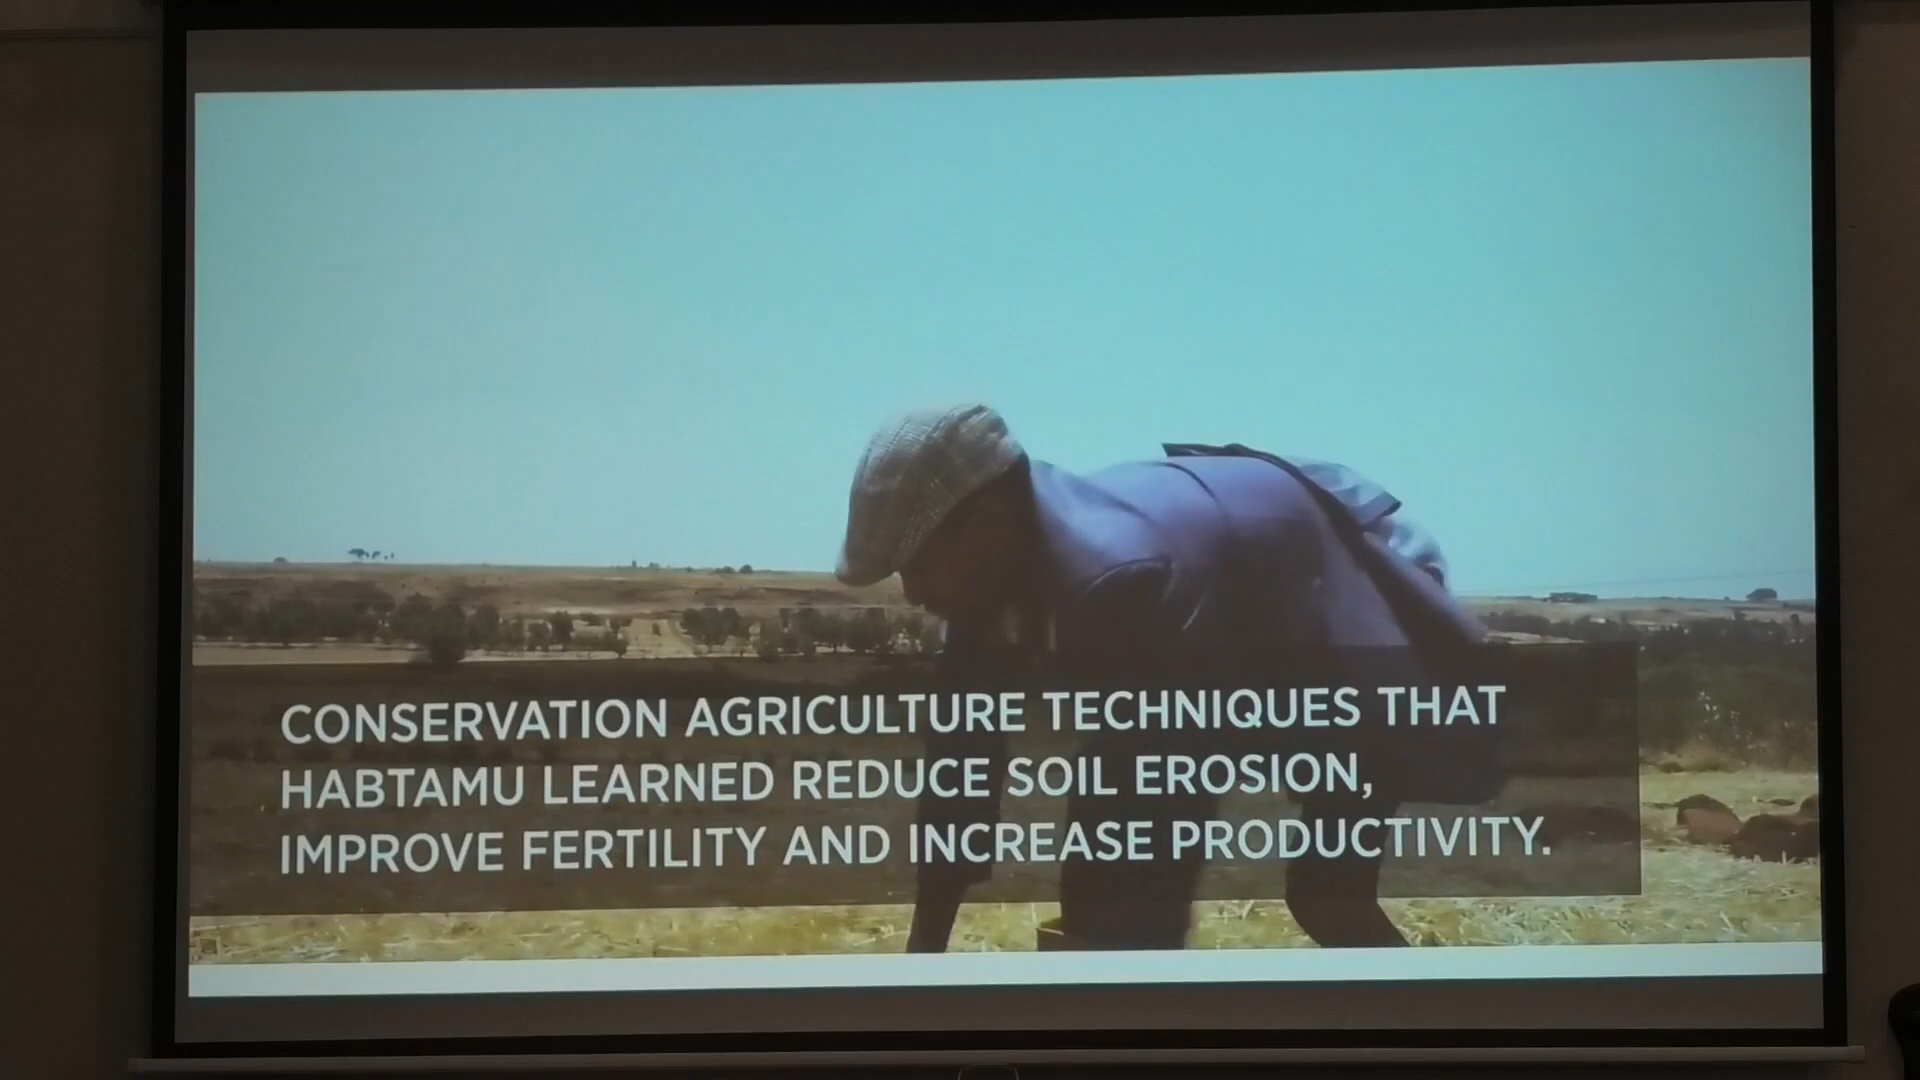 CONSERVATION AGRICULTURE TECHNIQUES THAT
HABTAMU LEARNED REDUCE SOIL EROSION,
IMPROVE FERTILITY AND INCREASE PRODUCTIVITY.